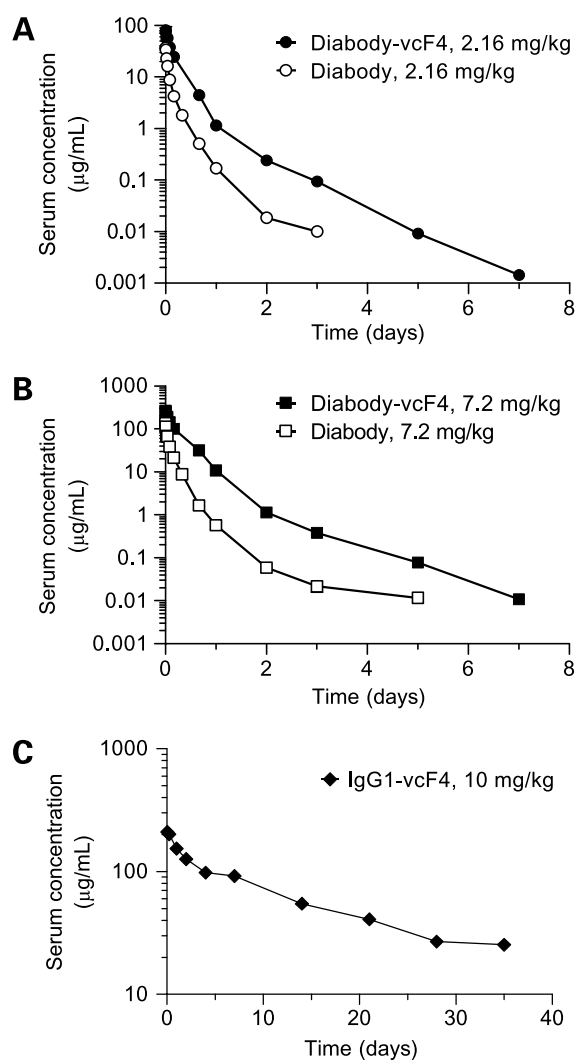 A
Diabody-vcF4, 2.16 mg/kg
Diabody, 2.16 mg/kg
Serum concentration
(μg/mL)
100
10
1
0.1
0.01
0.001
0 2 4 6 8
Time (days)
B
Diabody-vcF4, 7.2 mg/kg
Diabody, 7.2 mg/kg
Serum concentration
(μg/mL)
1000
100
10
1
0.1
0.01
0.001
0 2 4 6 8
Time (days)
C
IgG1-vcF4, 10 mg/kg
Serum concentration
(μg/mL)
1000
100
10
0 10 20 30 40
Time (days)